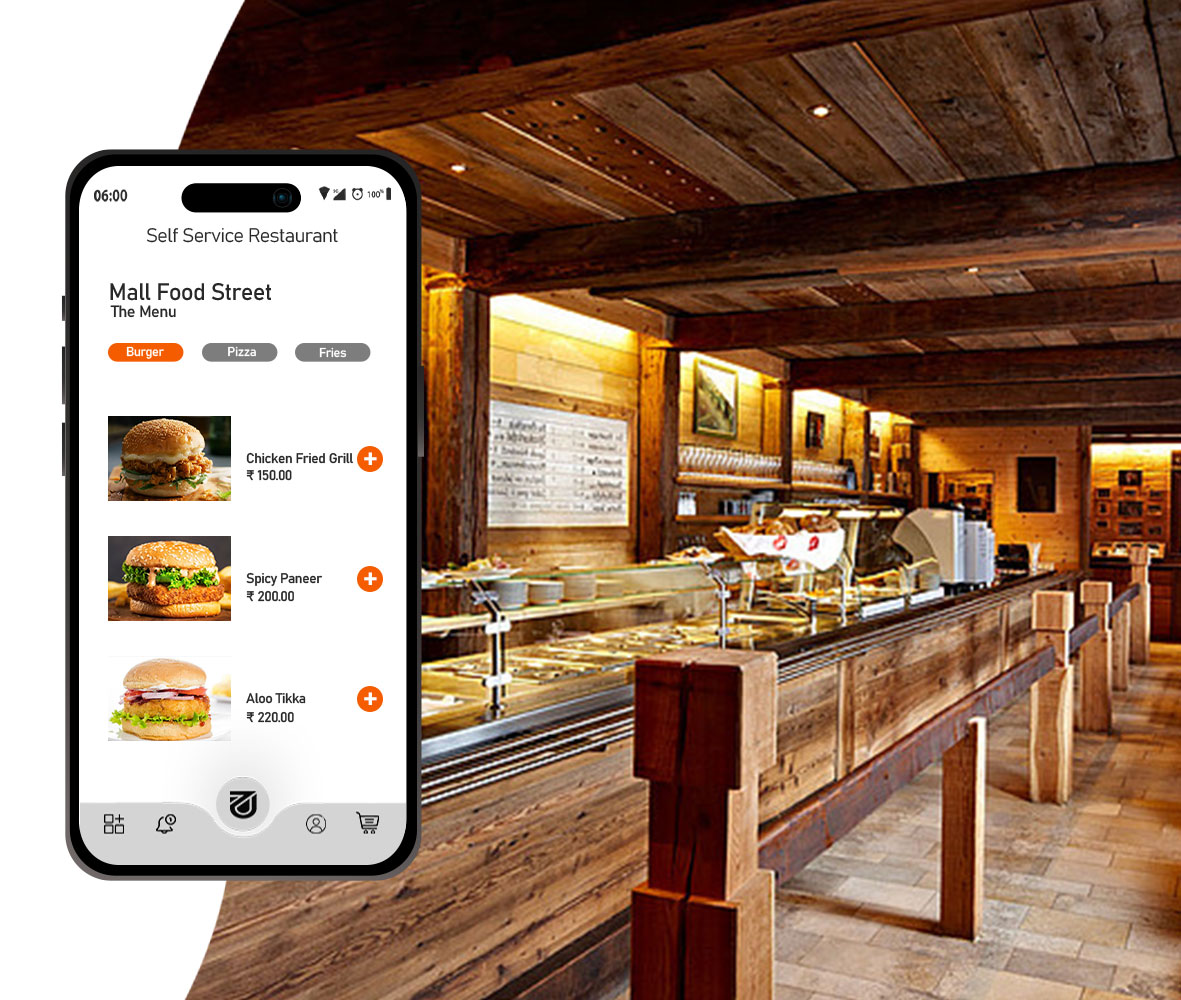 06:00
100%
Self Service Restaurant
Mall Food Street
The Menu
Burger
Pizza
Fries
Chicken Fried Grill
₹ 150.00
Spicy Paneer
₹ 200.00
Aloo Tikka
₹ 220.00